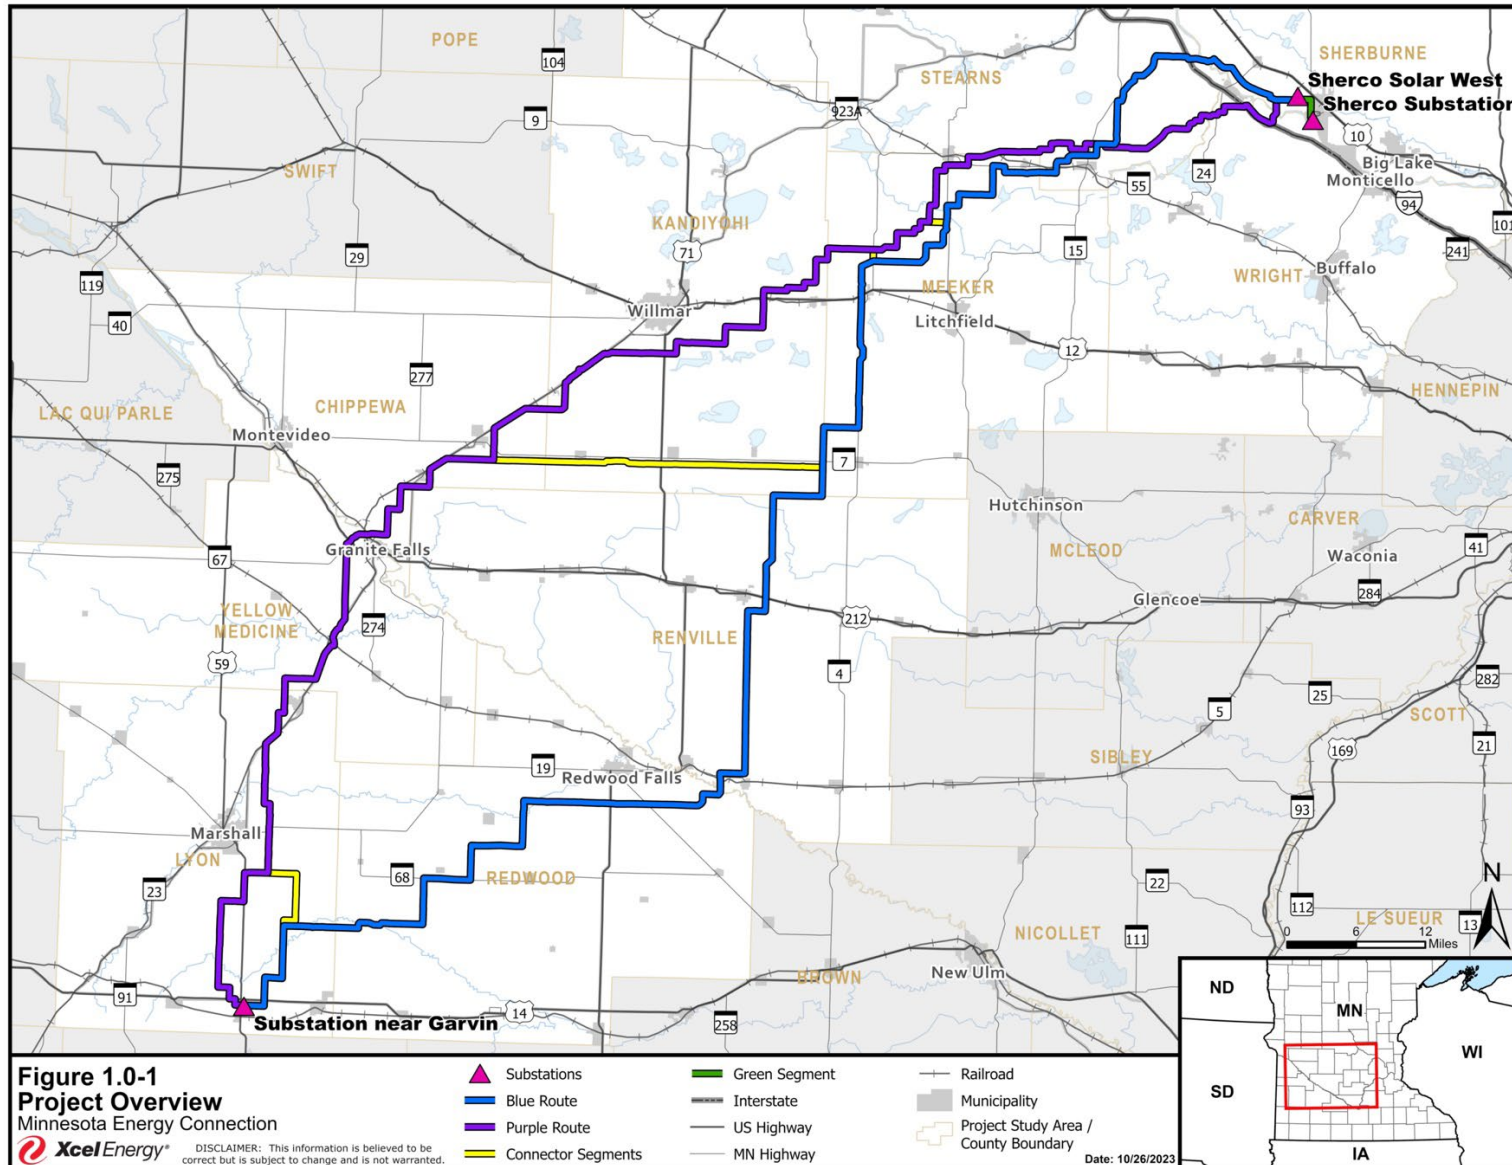 POPE
104
STEARNS
SHERBURNE
Sherco Solar West
Sherco Substation
9
923A
10
Big Lake
Monticello
SWIFT
24
55
94
101
KANDIYOHI
71
29
15
241
119
WRIGHT
Buffalo
MEEKER
40
Willmar
Litchfield
12
277
HENNEPIN
LAC QUI PARLE
CHIPPEWA
Montevideo
7
275
Hutchinson
CARVER
Granite Falls
MCLEOD
Waconia
41
67
284
YELLOW
MEDICINE
274
Glencoe
RENVILLE
212
59
4
282
25
5
SCOTT
169
21
SIBLEY
19
Redwood Falls
93
Marshall
LYON
68
REDWOOD
22
23
112
LE SUEUR
13
N
0 6 12
Miles
NICOLLET
111
BROWN
New Ulm
91
14
258
Substation near Garvin
ND
MN
WI
SD
IA
Figure 1.0-1
Project Overview
Minnesota Energy Connection
Xcel Energy®
DISCLAIMER: This information is believed to be
correct but is subject to change and is not warranted.
Substations
Blue Route
Purple Route
Connector Segments
Green Segment
Interstate
US Highway
MN Highway
Railroad
Municipality
Project Study Area /
County Boundary
Date: 10/26/2023